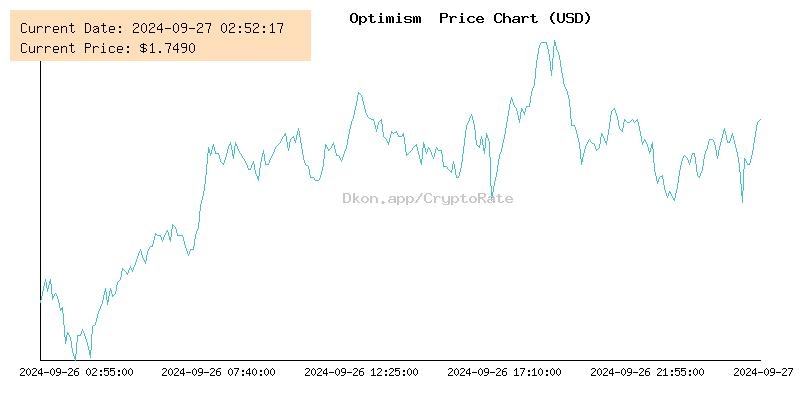 Optimism Price Chart (USD)
Current Date: 2024-09-27 02:52:17
Current Price: $1.7490
Dkon.app/CryptoRate
2024-09-26 02:55:00 2024-09-26 07:40:00 2024-09-26 12:25:00 2024-09-26 17:10:00 2024-09-26 21:55:00 2024-09-27